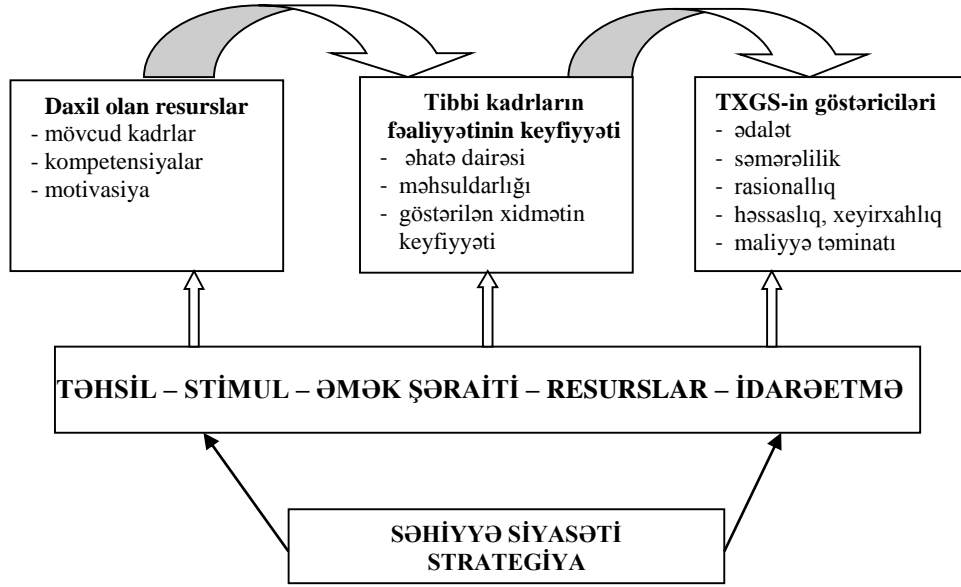 Daxil olan resurslar
- mövcud kadrlar
- kompetensiyalar
- motivasiya
Tibbi kadrların
fəaliyyətinin keyfiyyəti
- əhatə dairəsi
- məhsuldarlığı
- göstərilən xidmətin
keyfiyyəti
TXGS-in göstəriciləri
- ədalət
- səmərəlilik
- rasionallıq
- həssaslıq, xeyirxahlıq
- maliyyə təminatı
TƏHSİL – STİMUL – ƏMƏK ŞƏRAİTİ – RESURSLAR – İDARƏETMƏ
SƏHİYYƏ SİYASƏTİ
STRATEGİYA